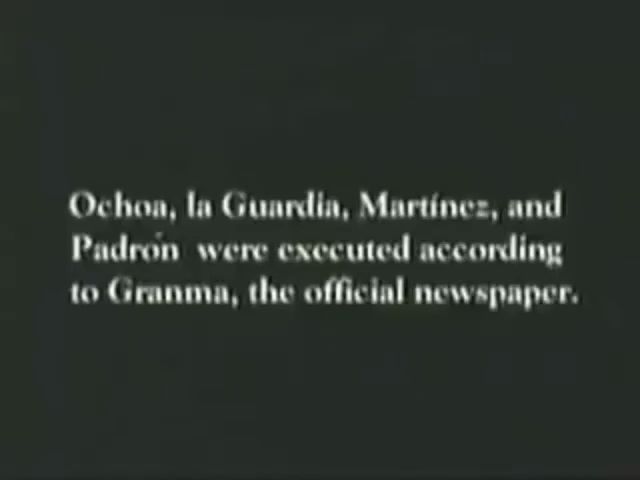 Ochoa, la Guardia, Martínez, and
Padrón were executed according
to Granma, the official newspaper.